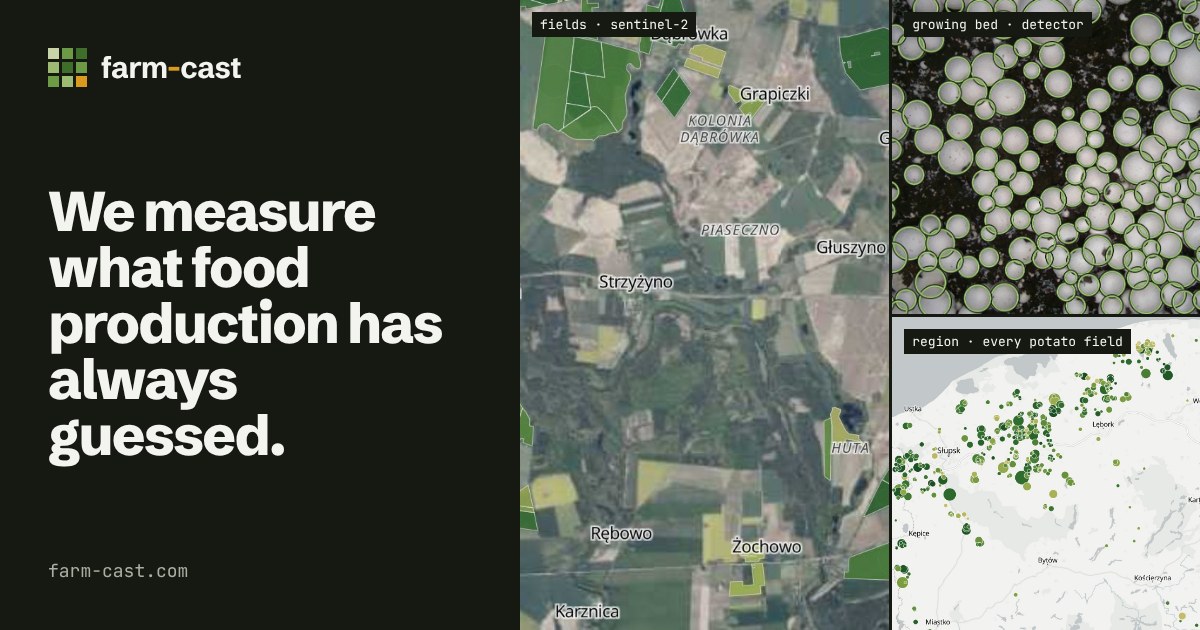 farm-cast
We measure
what food
production has
always
guessed.
farm-cast.com
fields · sentinel-2
Grapiczki
KOLONIA
DĄBRÓWKA
PIASECZNO
Głuszyno
Strzyżyno
HUTA
Rębowo
Żochowo
Karznica
growing bed · detector
region · every potato field
Ustka
Lębork
Słupsk
Kępice
Bytów
Kościerzyna
Miastko